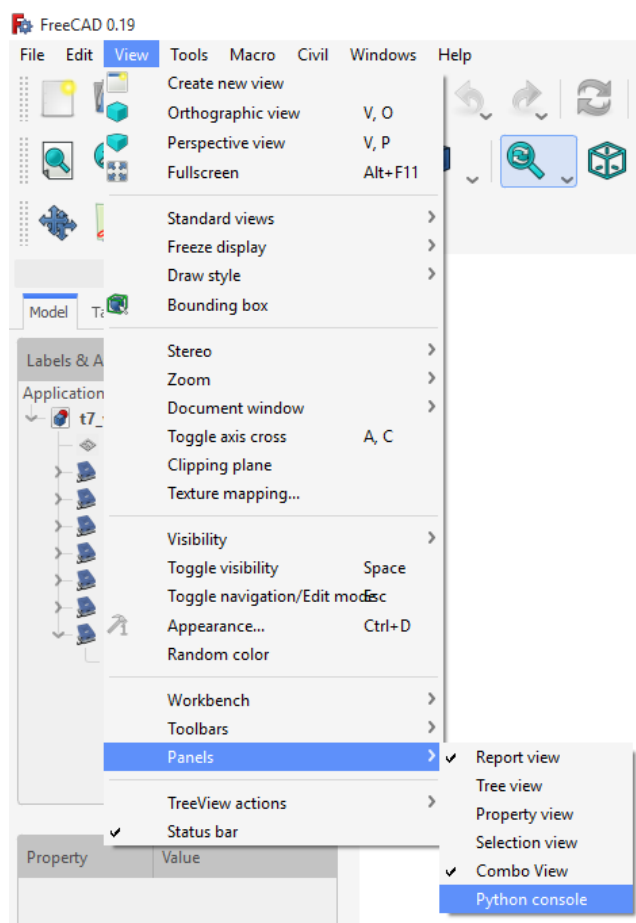 FreeCAD 0.19
File Edit View Tools Macro Civil Windows Help
Create new view
Orthographic view V, O
Perspective view V, P
Fullscreen Alt+F11
Standard views
Freeze display
Draw style
Bounding box
Model
Stereo
Labels & A
Zoom
Application
Document window
t7_
Toggle axis cross A, C
Clipping plane
Texture mapping...
Visibility
Toggle visibility Space
Toggle navigation/Edit mode Esc
Appearance... Ctrl+D
Random color
Workbench
Toolbars
Panels
Report view
Tree view
TreeView actions
Property view
Status bar
Selection view
Property Value
Combo View
Python console